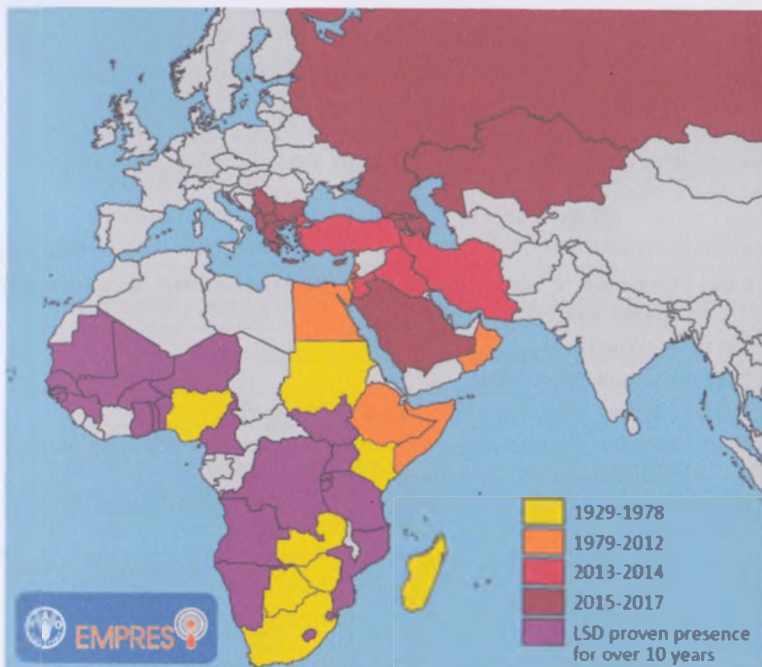 1929-1978
1979-2012
2013-2014
2015-2017
LSD proven presence
for over 10 years
EMPRES